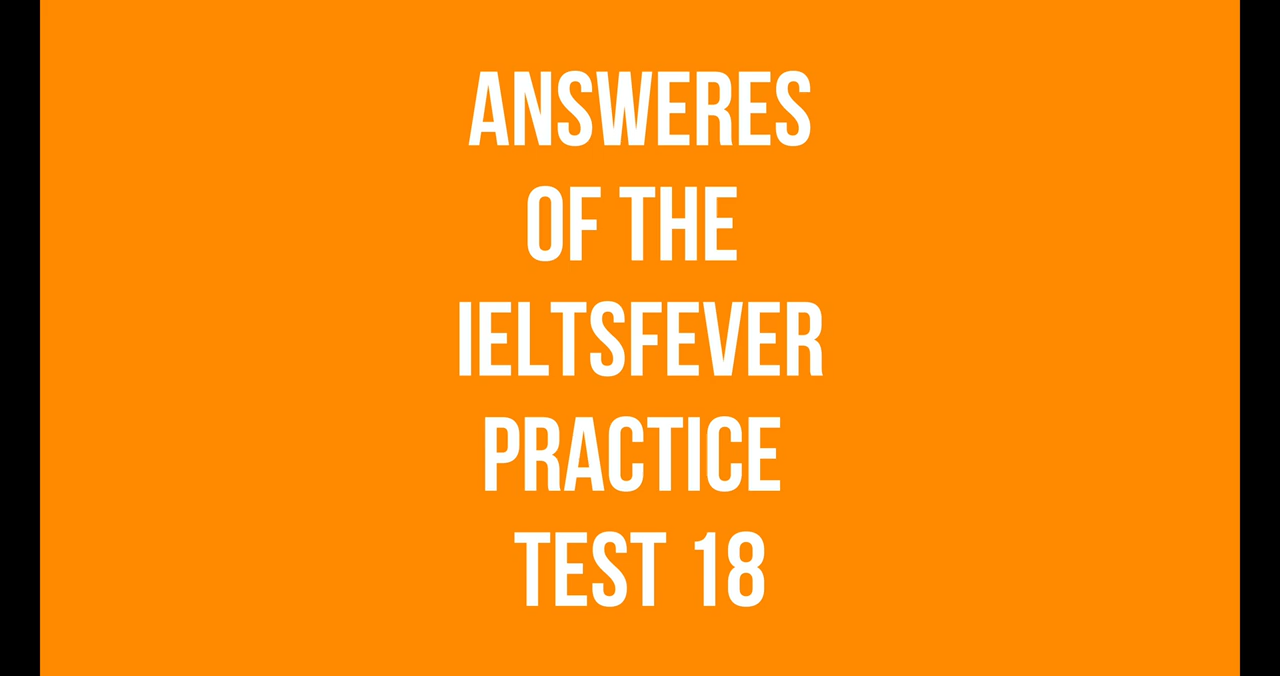 ANSWERES
OF THE
IELTSFEVER
PRACTICE
TEST 18